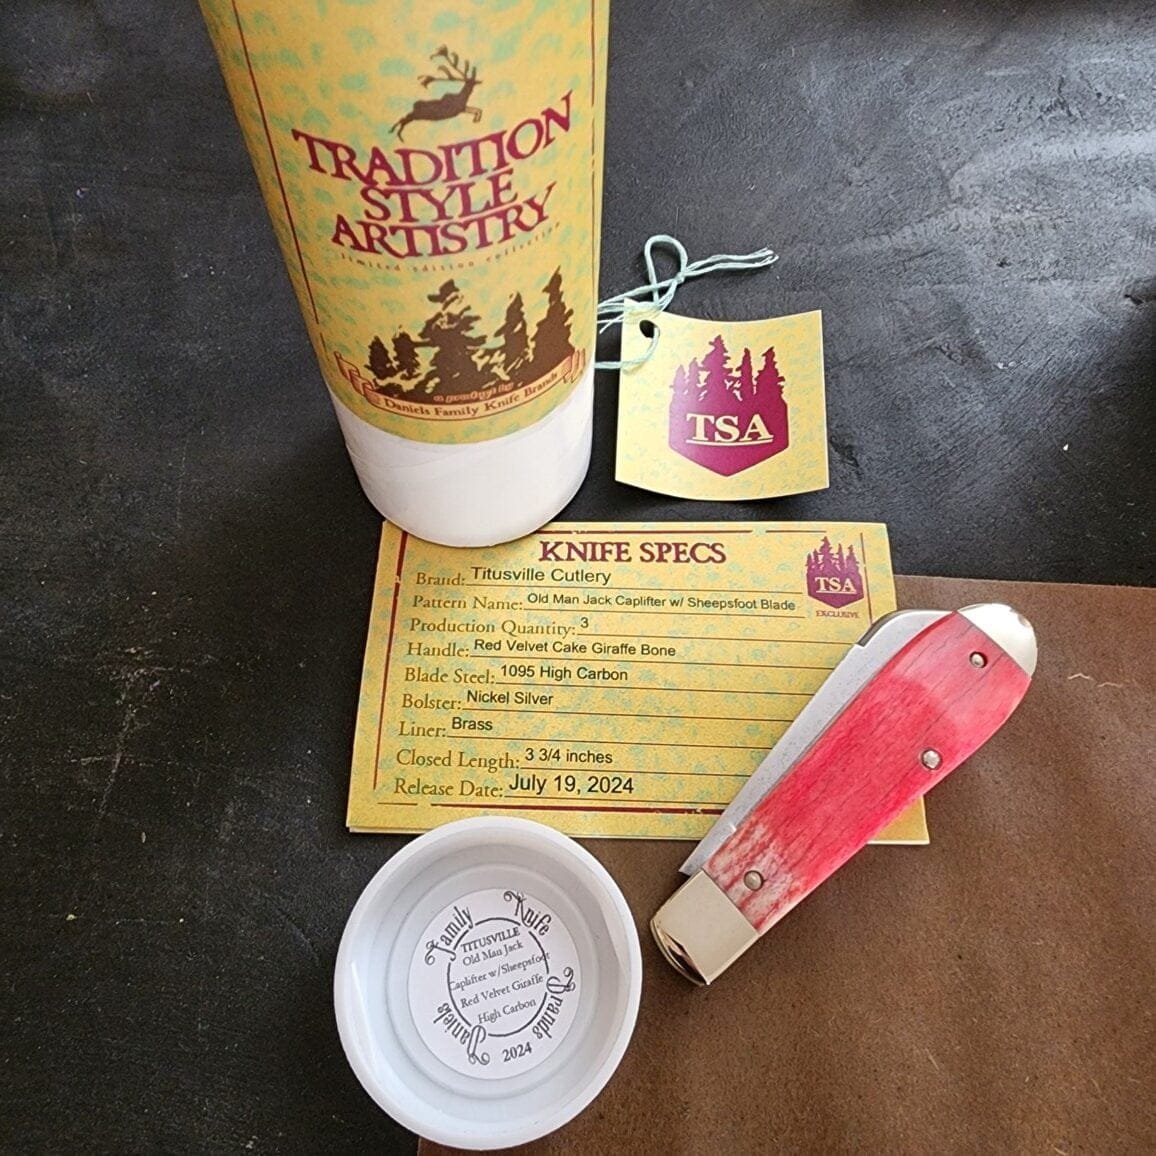 TRADITION
STYLE
ARTISTRY
limited edition collection
a product of
Daniels Family Knife Brands
TSA
KNIFE SPECS
Brand: Titusville Cutlery
TSA
EXCLUSIVE
Pattern Name: Old Man Jack Caplifter w/ Sheepsfoot Blade
Production Quantity: 3
Handle: Red Velvet Cake Giraffe Bone
Blade Steel: 1095 High Carbon
Bolster: Nickel Silver
Liner: Brass
Closed Length: 3 3/4 inches
Release Date: July 19, 2024
Daniels Family Knife Brands
TITUSVILLE
Old Man Jack
Caplifter w/Sheepsfoot
Red Velvet Giraffe
High Carbon
2024